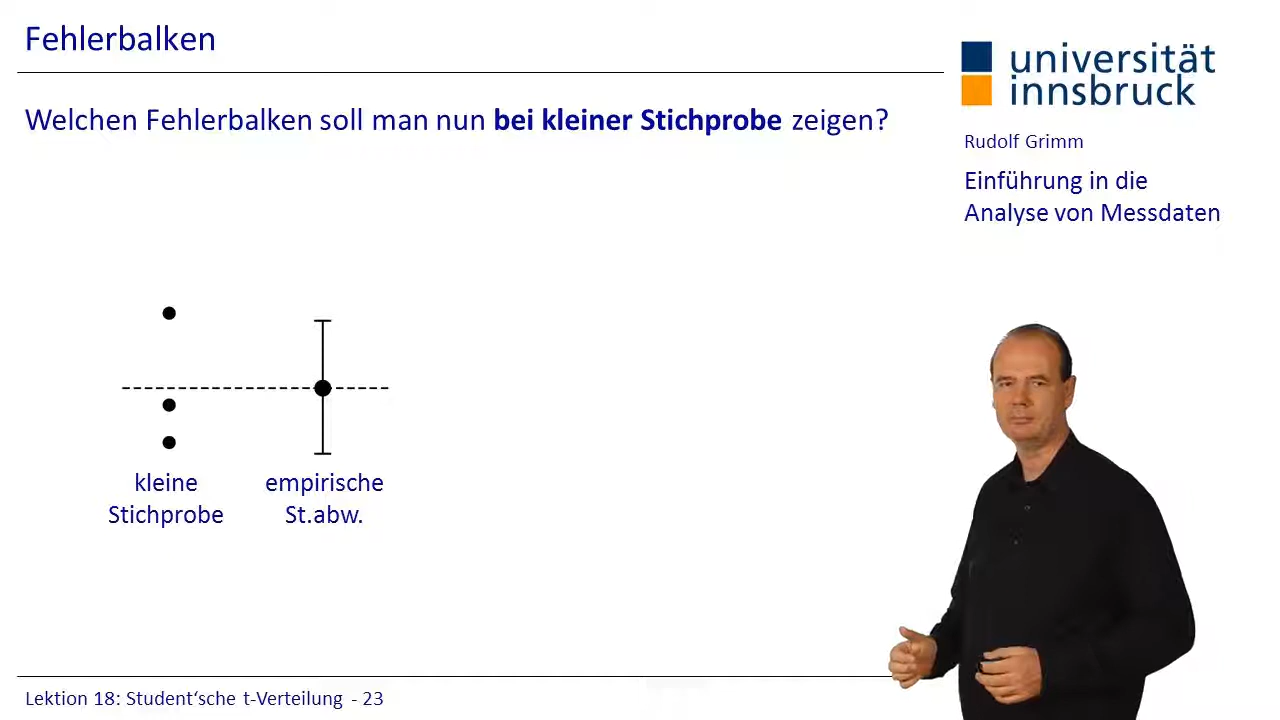 Fehlerbalken
universität
innsbruck
Welchen Fehlerbalken soll man nun bei kleiner Stichprobe zeigen?
Rudolf Grimm
Einführung in die
Analyse von Messdaten
kleine
Stichprobe
empirische
St.abw.
Lektion 18: Student‘sche t-Verteilung - 23